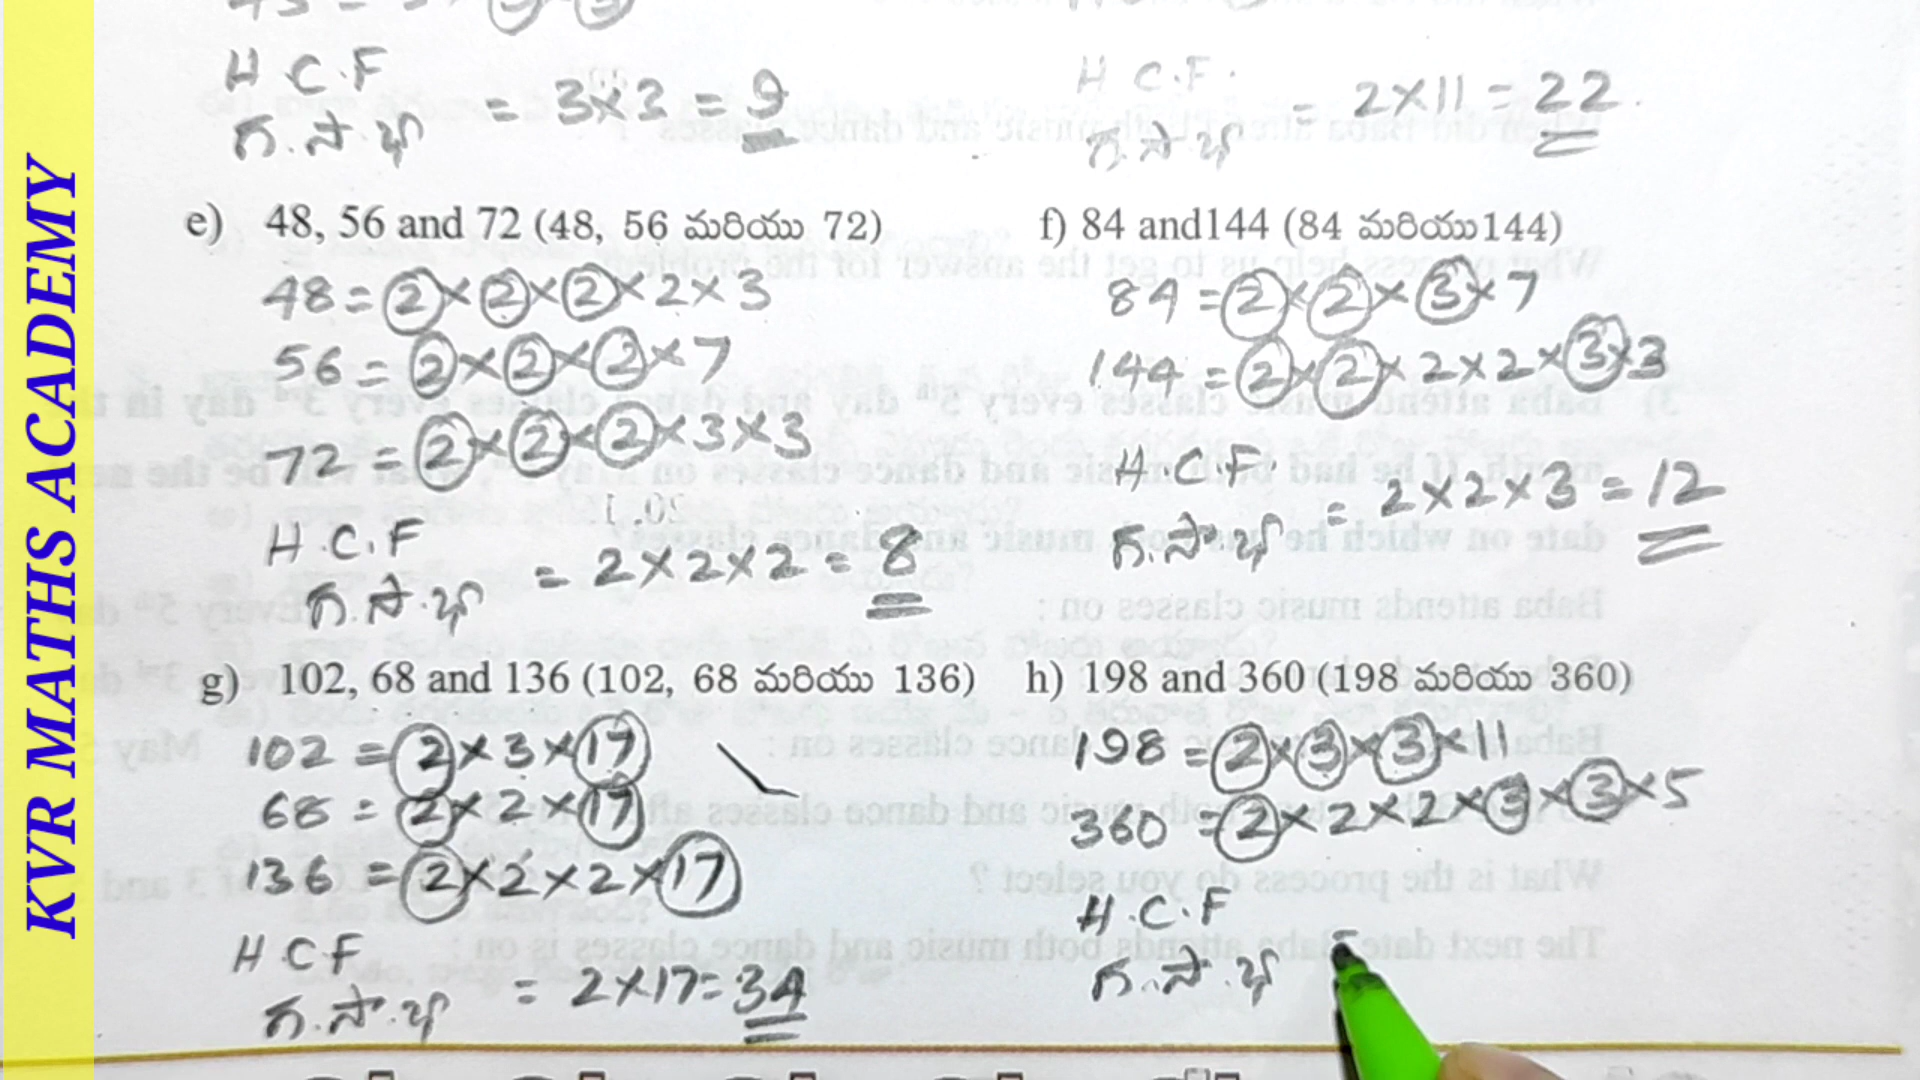 KVR MATHS ACADEMY
H.C.F
గ.సా.భా = 3×3 = 9
H C.F.
గ.సా.భా = 2×11 = 22
e) 48, 56 and 72 (48, 56 మరియు 72)
48 = 2×2×2×2×3
56 = 2×2×2×7
72 = 2×2×2×3×3
H.C.F
గ.సా.భా = 2×2×2 = 8
f) 84 and144 (84 మరియు144)
84 = 2×2×3×7
144 = 2×2×2×2×3×3
H.C.F.
గ.సా.భా = 2×2×3 = 12
g) 102, 68 and 136 (102, 68 మరియు 136)
102 = 2×3×17
68 = 2×2×17
136 = 2×2×2×17
H C F
గ.సా.భా = 2×17 = 34
h) 198 and 360 (198 మరియు 360)
198 = 2×3×3×11
360 = 2×2×2×3×3×5
H.C.F
గ.సా.భా =